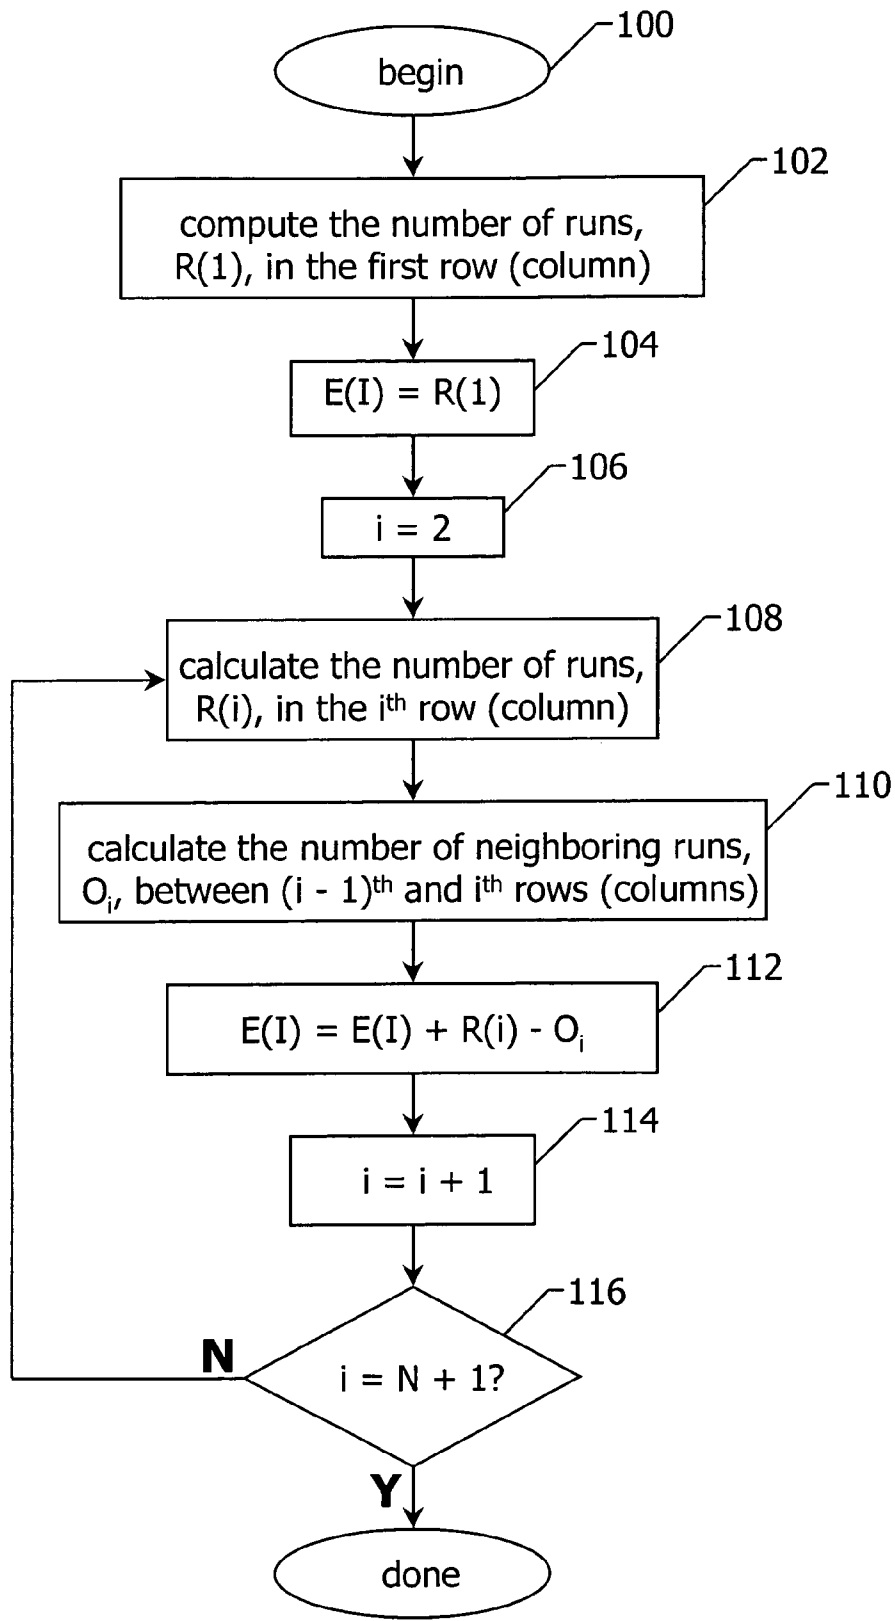 100
begin
102
compute the number of runs,
R(1), in the first row (column)
104
E(I) = R(1)
106
i = 2
108
calculate the number of runs,
R(i), in the iᵗʰ row (column)
110
calculate the number of neighboring runs,
Oᵢ, between (i - 1)ᵗʰ and iᵗʰ rows (columns)
112
E(I) = E(I) + R(i) - Oᵢ
114
i = i + 1
116
N
i = N + 1?
Y
done